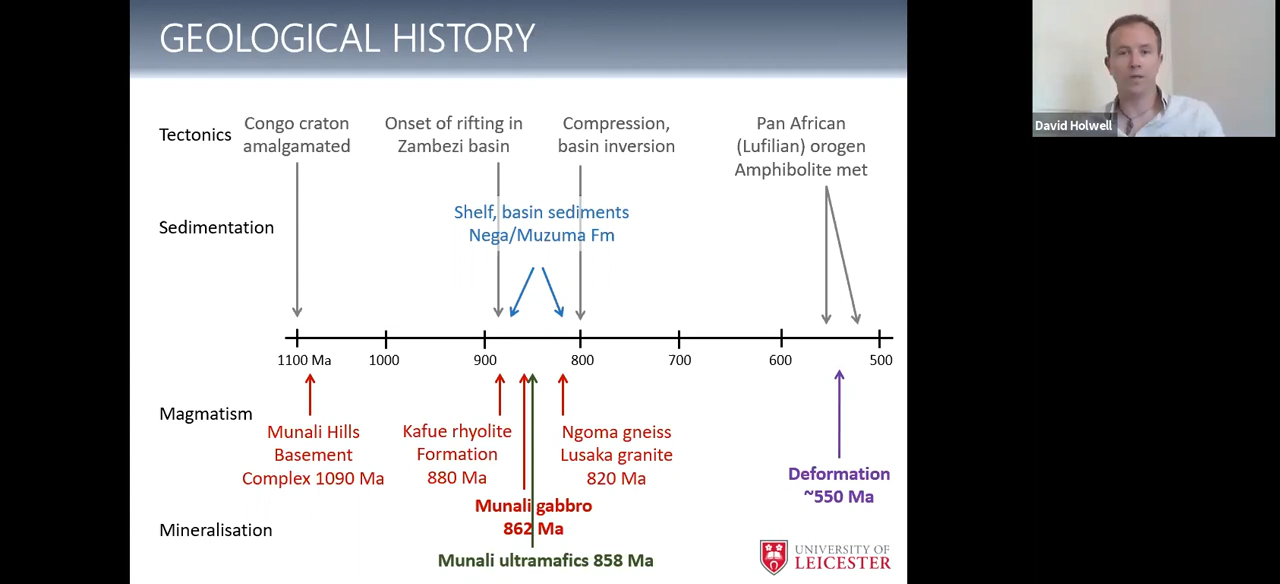 GEOLOGICAL HISTORY
David Holwell
Tectonics
Congo craton
amalgamated
Onset of rifting in
Zambezi basin
Compression,
basin inversion
Pan African
(Lufilian) orogen
Amphibolite met
Sedimentation
Shelf, basin sediments
Nega/Muzuma Fm
1100 Ma
1000
900
800
700
600
500
Magmatism
Munali Hills
Basement
Complex 1090 Ma
Kafue rhyolite
Formation
880 Ma
Ngoma gneiss
Lusaka granite
820 Ma
Deformation
~550 Ma
Munali gabbro
862 Ma
Mineralisation
Munali ultramafics 858 Ma
UNIVERSITY OF
LEICESTER